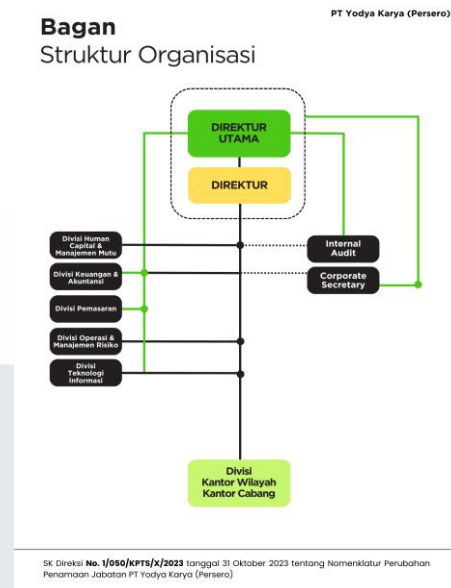 PT Yodya Karya (Persero)
Bagan
Struktur Organisasi
DIREKTUR
UTAMA
DIREKTUR
Divisi Human
Capital &
Manajemen Mutu
Internal
Audit
Divisi Keuangan &
Akuntansi
Corporate
Secretary
Divisi Pemasaran
Divisi Operasi &
Manajemen Risiko
Divisi
Teknologi
Informasi
Divisi
Kantor Wilayah
Kantor Cabang
SK Direksi No. 1/050/KPTS/X/2023 tanggal 31 Oktober 2023 tentang Nomenklatur Perubahan
Penamaan Jabatan PT Yodya Karya (Persero)